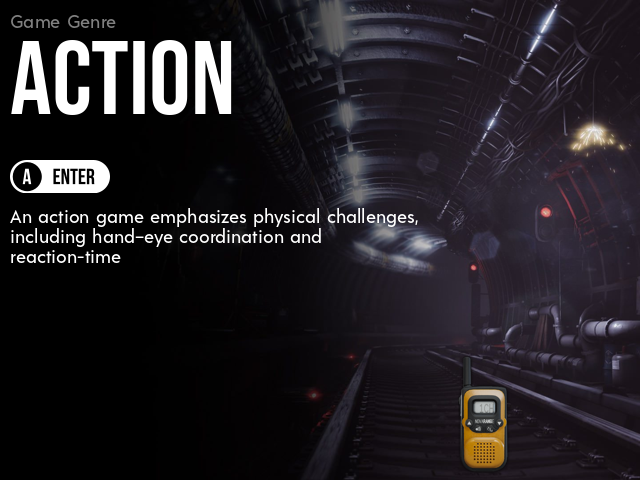 Game Genre
ACTION
A ENTER
An action game emphasizes physical challenges,
including hand-eye coordination and
reaction-time